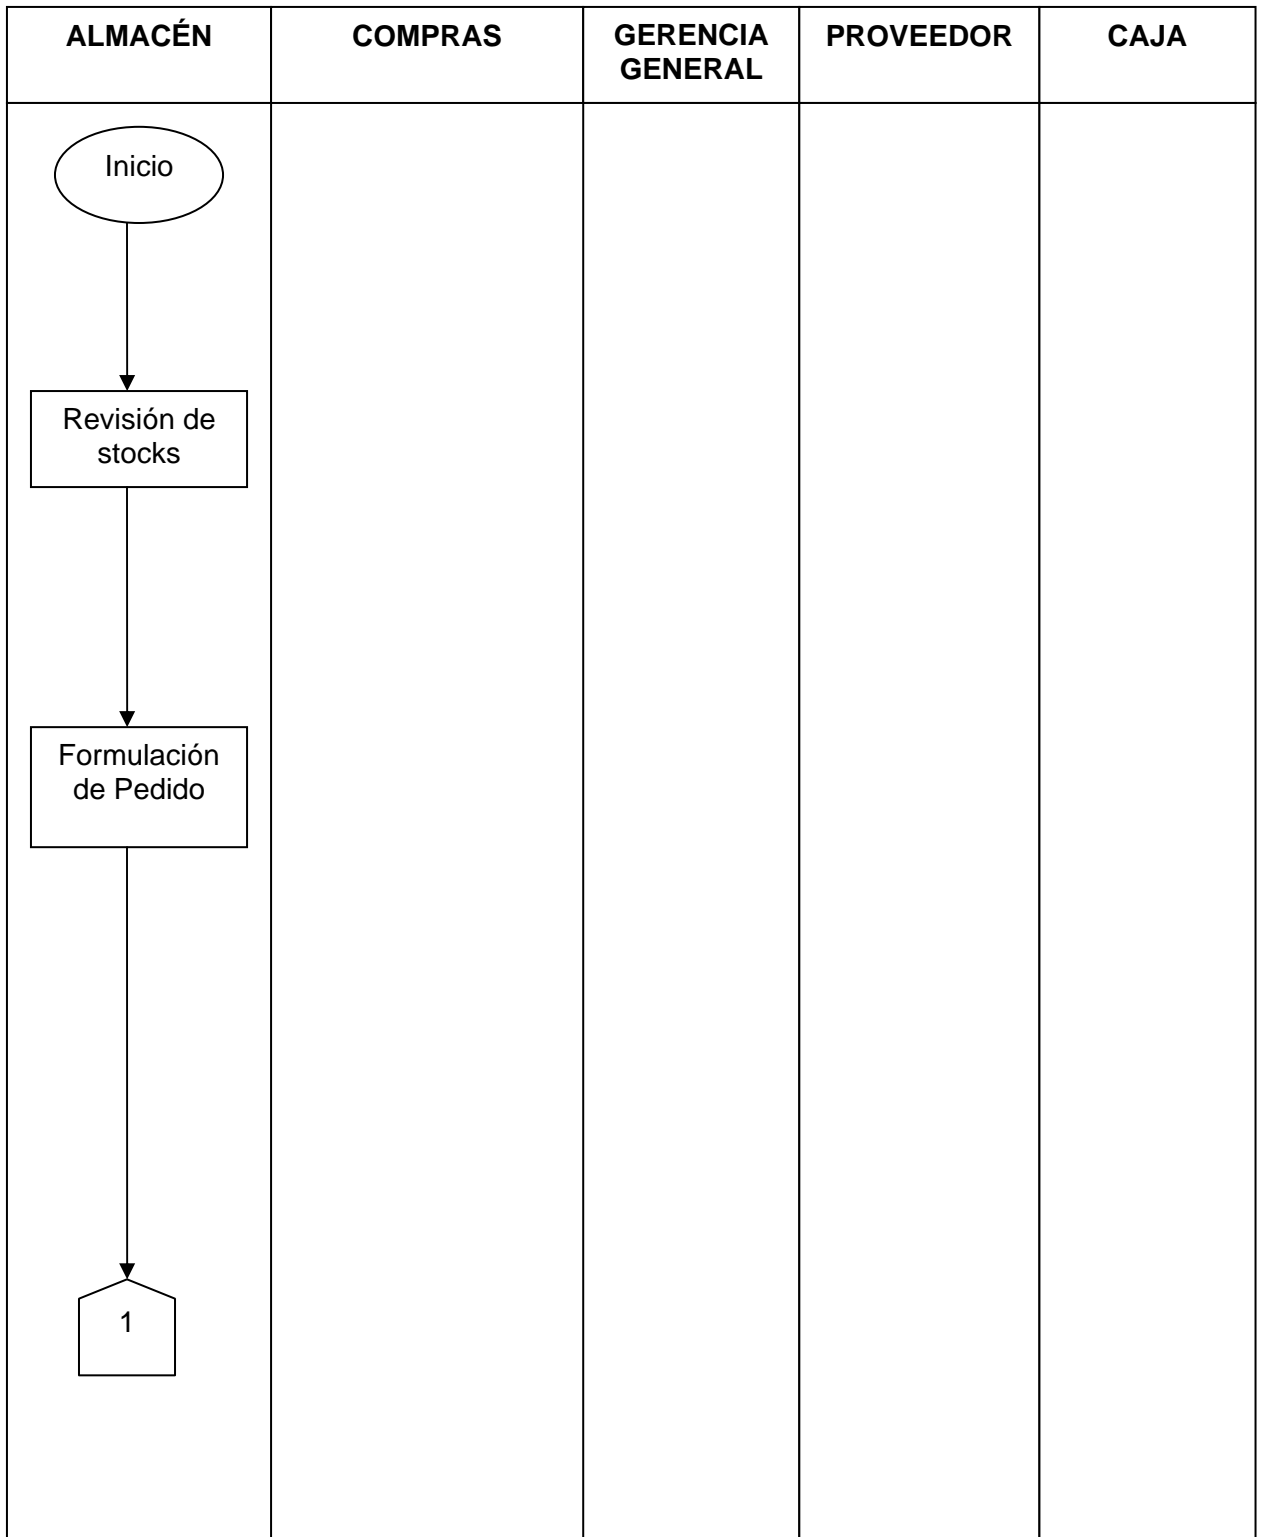 ALMACÉN
COMPRAS
GERENCIA
GENERAL
PROVEEDOR
CAJA
Inicio
Revisión de
stocks
Formulación
de Pedido
1